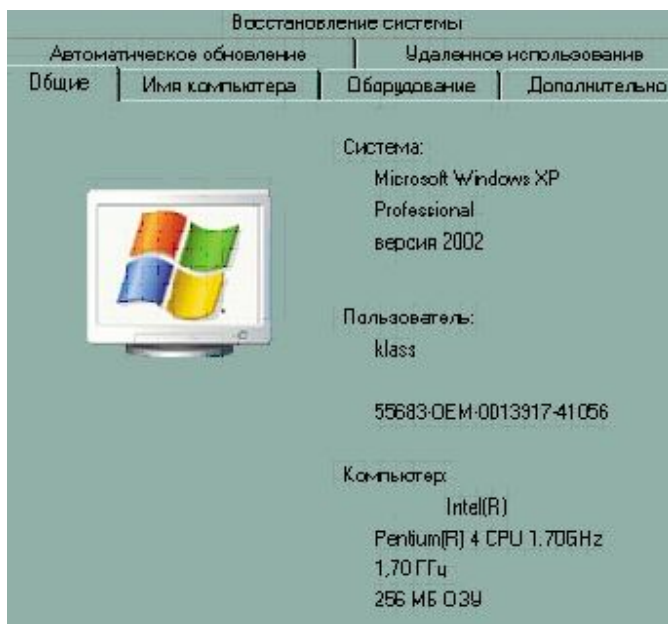 Восстановление системы
Автоматическое обновление
Удаленное использование
Общие
Имя компьютера
Оборудование
Дополнительно
Система:
Microsoft Windows XP
Professional
версия 2002
Пользователь:
klass
55683-OEM-0013917-41056
Компьютер:
Intel(R)
Pentium(R) 4 CPU 1.70GHz
1,70 ГГц
256 МБ ОЗУ